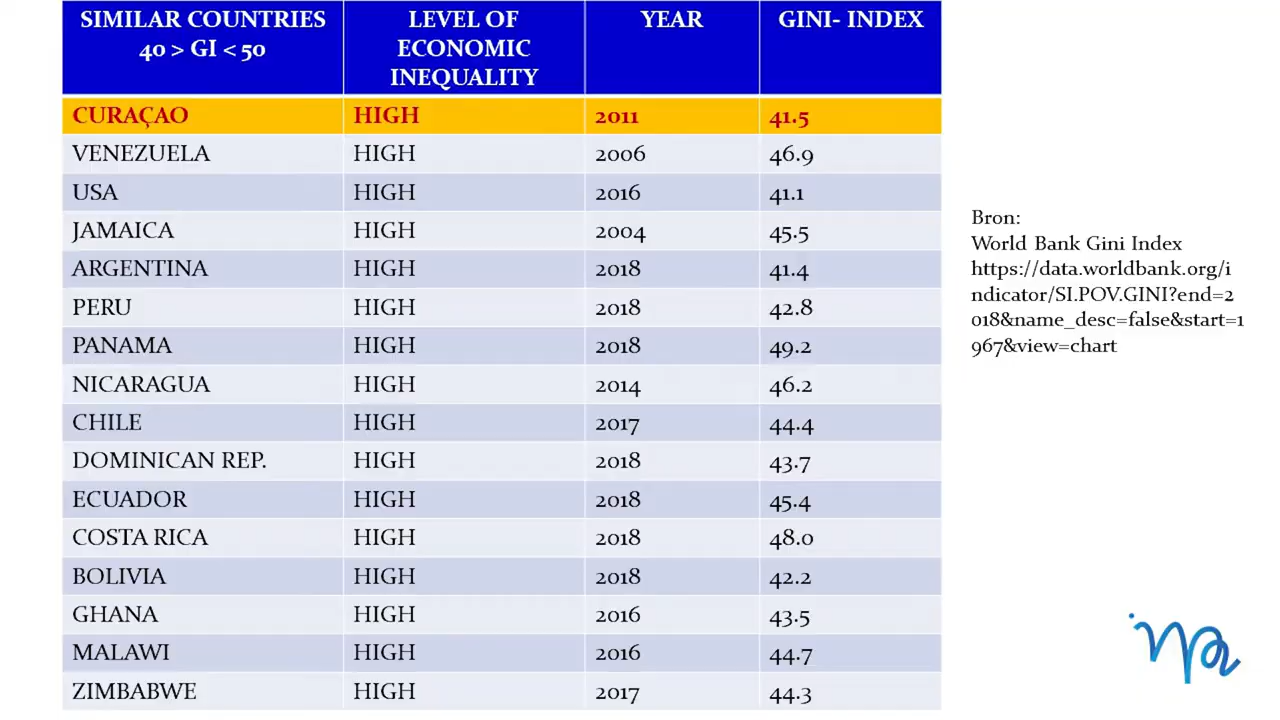 SIMILAR COUNTRIES
40 > GI < 50
LEVEL OF
ECONOMIC
INEQUALITY
YEAR
GINI- INDEX
CURAÇAO HIGH 2011 41.5
VENEZUELA HIGH 2006 46.9
USA HIGH 2016 41.1
JAMAICA HIGH 2004 45.5
ARGENTINA HIGH 2018 41.4
PERU HIGH 2018 42.8
PANAMA HIGH 2018 49.2
NICARAGUA HIGH 2014 46.2
CHILE HIGH 2017 44.4
DOMINICAN REP. HIGH 2018 43.7
ECUADOR HIGH 2018 45.4
COSTA RICA HIGH 2018 48.0
BOLIVIA HIGH 2018 42.2
GHANA HIGH 2016 43.5
MALAWI HIGH 2016 44.7
ZIMBABWE HIGH 2017 44.3
Bron:
World Bank Gini Index
https://data.worldbank.org/i
ndicator/SI.POV.GINI?end=2
018&name_desc=false&start=1
967&view=chart